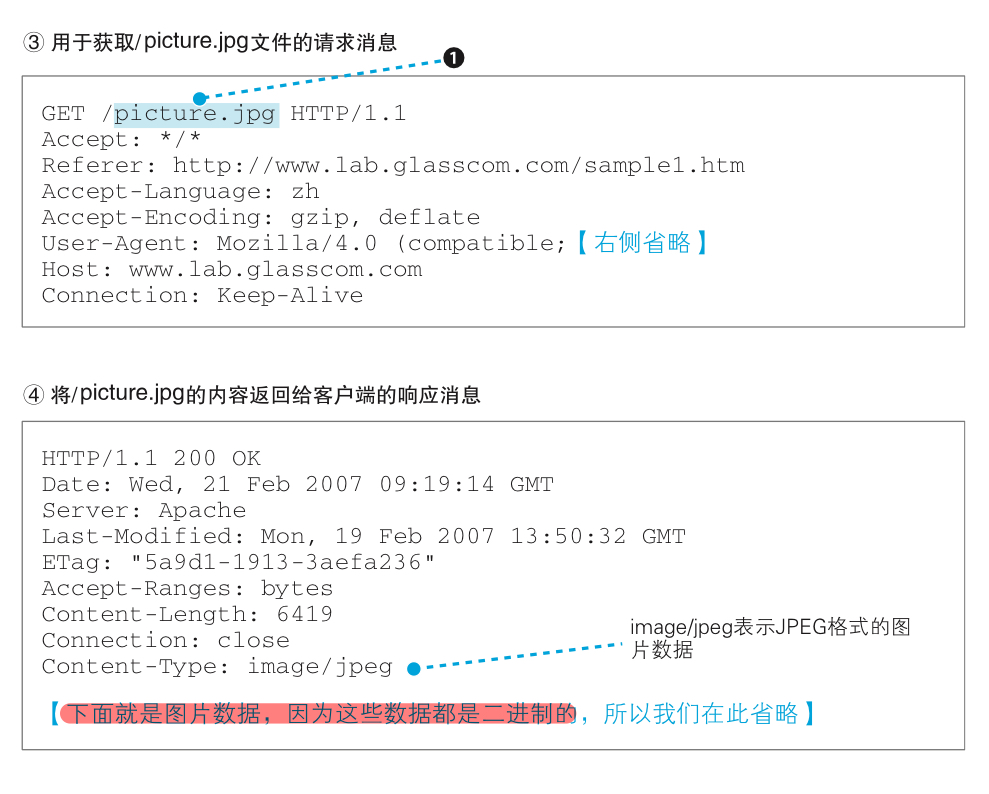 ③ 用于获取/picture.jpg文件的请求消息
❶
GET /picture.jpg HTTP/1.1
Accept: */*
Referer: http://www.lab.glasscom.com/sample1.htm
Accept-Language: zh
Accept-Encoding: gzip, deflate
User-Agent: Mozilla/4.0 (compatible;【右侧省略】
Host: www.lab.glasscom.com
Connection: Keep-Alive
④ 将/picture.jpg的内容返回给客户端的响应消息
HTTP/1.1 200 OK
Date: Wed, 21 Feb 2007 09:19:14 GMT
Server: Apache
Last-Modified: Mon, 19 Feb 2007 13:50:32 GMT
ETag: "5a9d1-1913-3aefa236"
Accept-Ranges: bytes
Content-Length: 6419
Connection: close
Content-Type: image/jpeg
image/jpeg表示JPEG格式的图
片数据
【下面就是图片数据，因为这些数据都是二进制的，所以我们在此省略】